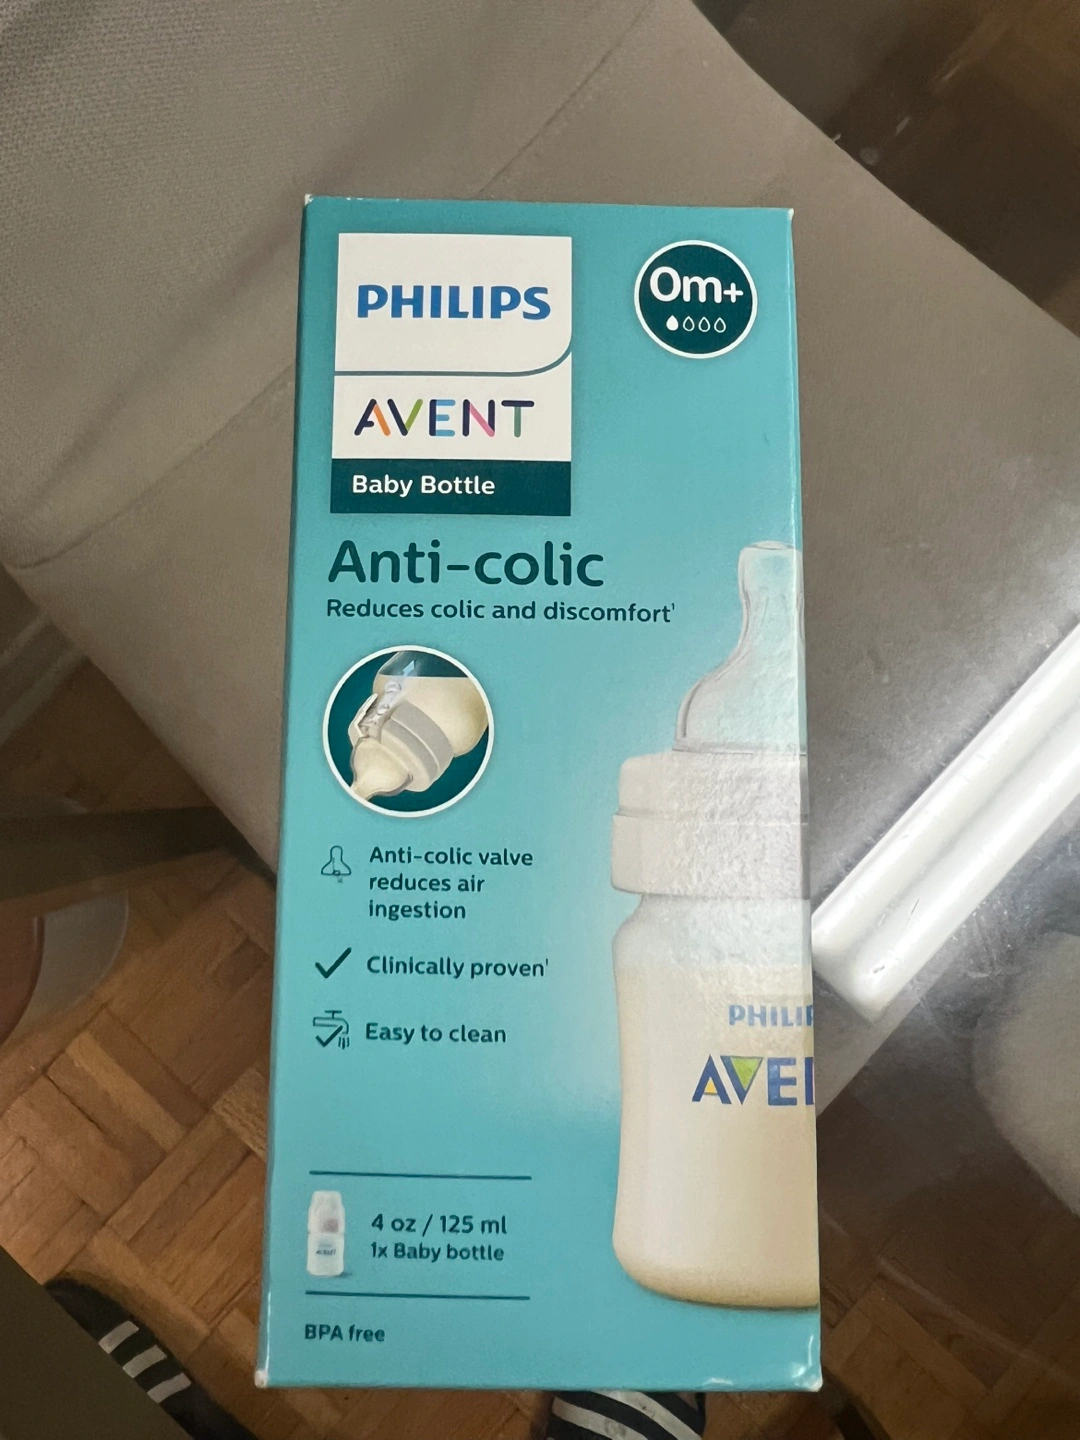 PHILIPS
AVENT
Baby Bottle
0m+
Anti-colic
Reduces colic and discomfort¹
Anti-colic valve
reduces air
ingestion
Clinically proven¹
Easy to clean
PHILIP
AVE
4 oz / 125 ml
1x Baby bottle
BPA free